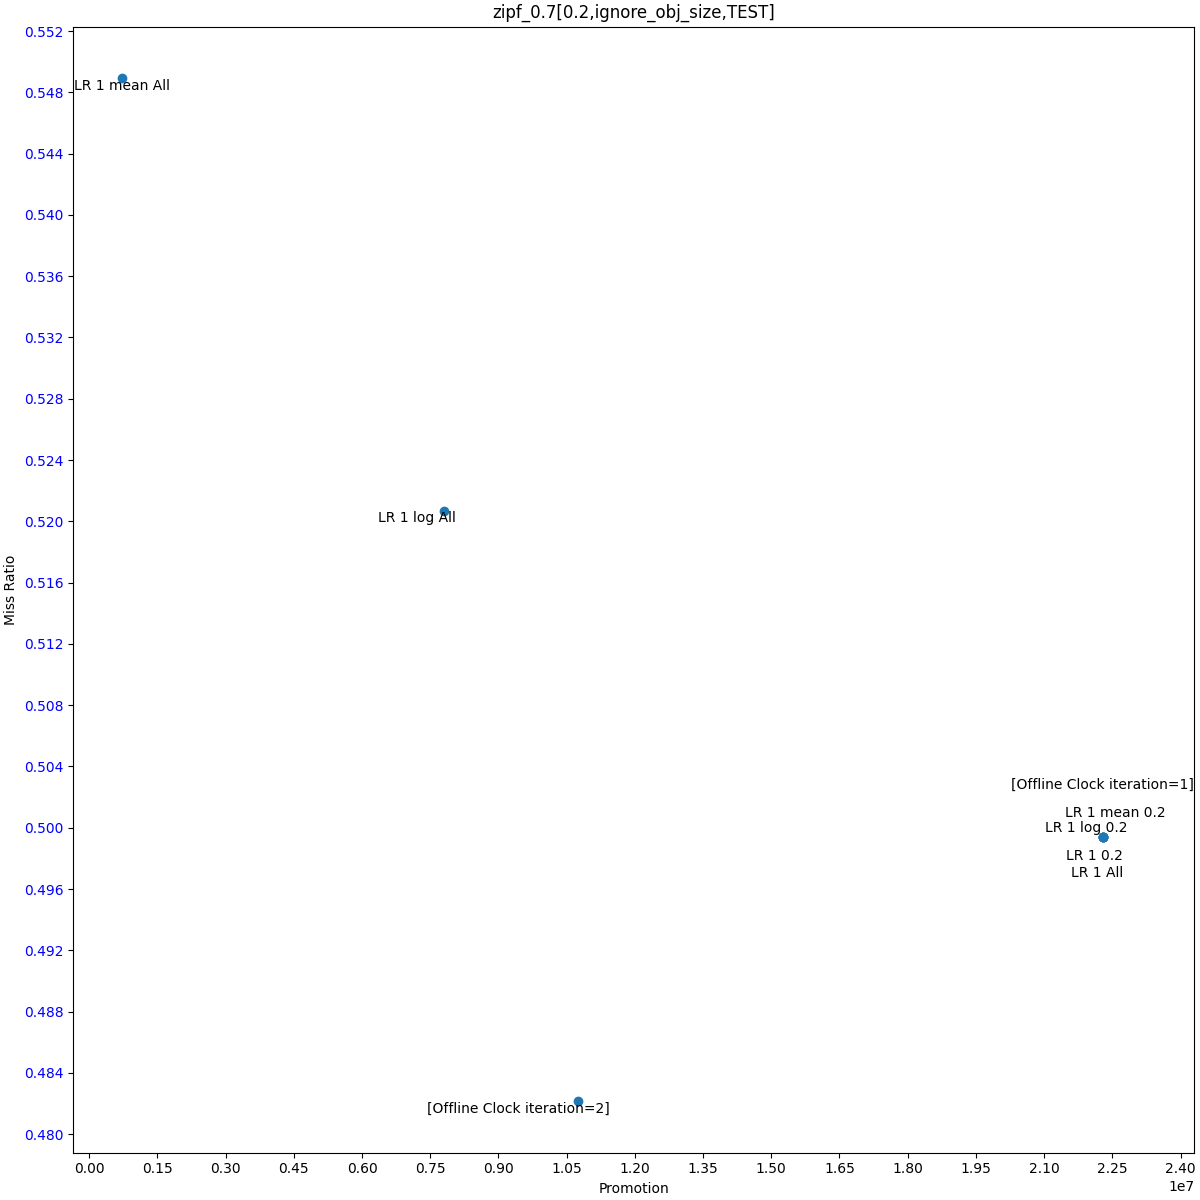 zipf_0.7[0.2,ignore_obj_size,TEST]
0.552
LR 1 mean All
0.548
0.544
0.540
0.536
0.532
0.528
0.524
LR 1 log All
0.520
0.516
Miss Ratio
0.512
0.508
0.504
[Offline Clock iteration=1]
LR 1 mean 0.2
0.500
LR 1 log 0.2
LR 1 0.2
LR 1 All
0.496
0.492
0.488
0.484
[Offline Clock iteration=2]
0.480
0.00 0.15 0.30 0.45 0.60 0.75 0.90 1.05 1.20 1.35 1.50 1.65 1.80 1.95 2.10 2.25 2.40
1e7
Promotion